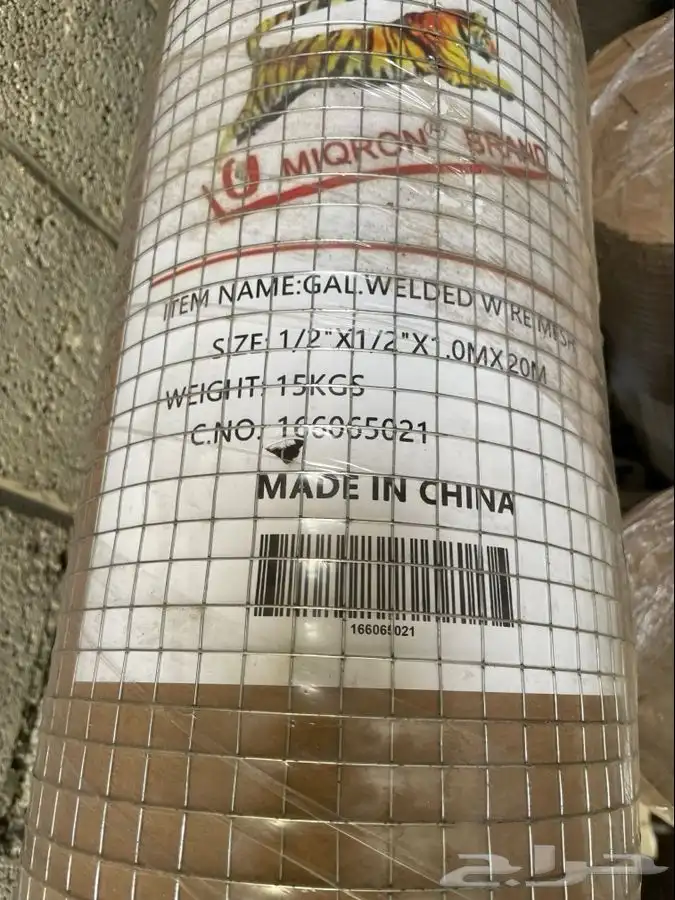 U MIQRON® BRAND
ITEM NAME:GAL.WELDED WIRE MESH
SIZE: 1/2"X1/2"X1.0MX20M
WEIGHT: 15KGS
C.NO. 166065021
MADE IN CHINA
166065021
حراج